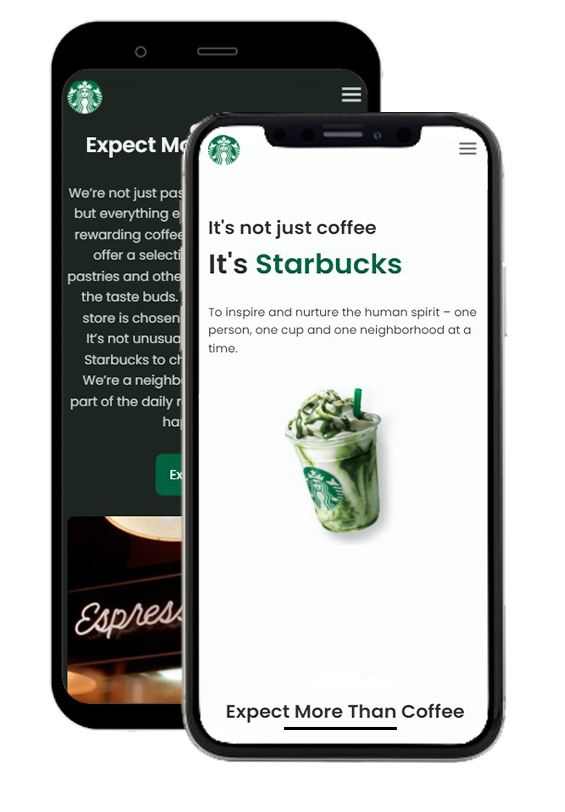 Expect Mo
We're not just pas
but everything e
rewarding coffee
offer a selecti
pastries and othe
the taste buds.
store is chosen
It's not unusua
Starbucks to ch
We're a neighb
part of the daily r
hap
Ex
Espress
It's not just coffee
It's Starbucks
To inspire and nurture the human spirit – one
person, one cup and one neighborhood at a
time.
Expect More Than Coffee